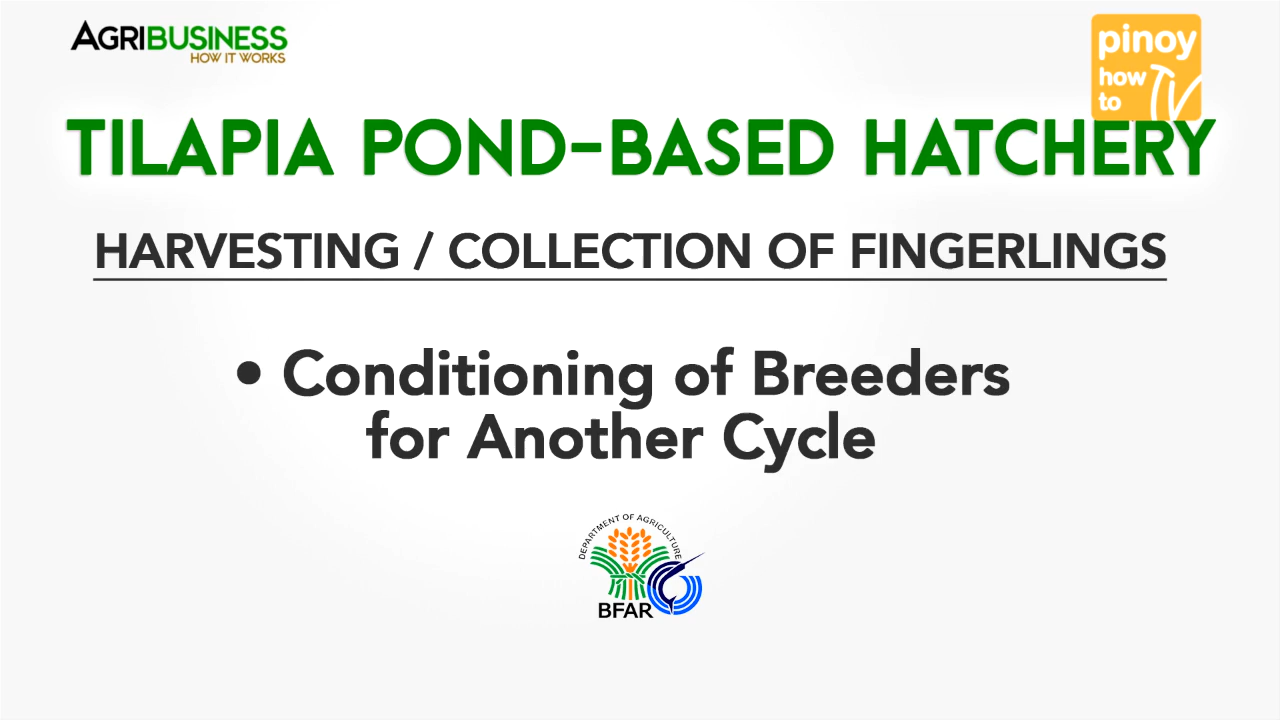 AGRIBUSINESS
HOW IT WORKS
pinoy
how
to TV
TILAPIA POND-BASED HATCHERY
HARVESTING / COLLECTION OF FINGERLINGS
• Conditioning of Breeders
for Another Cycle
DEPARTMENT OF AGRICULTURE
BFAR